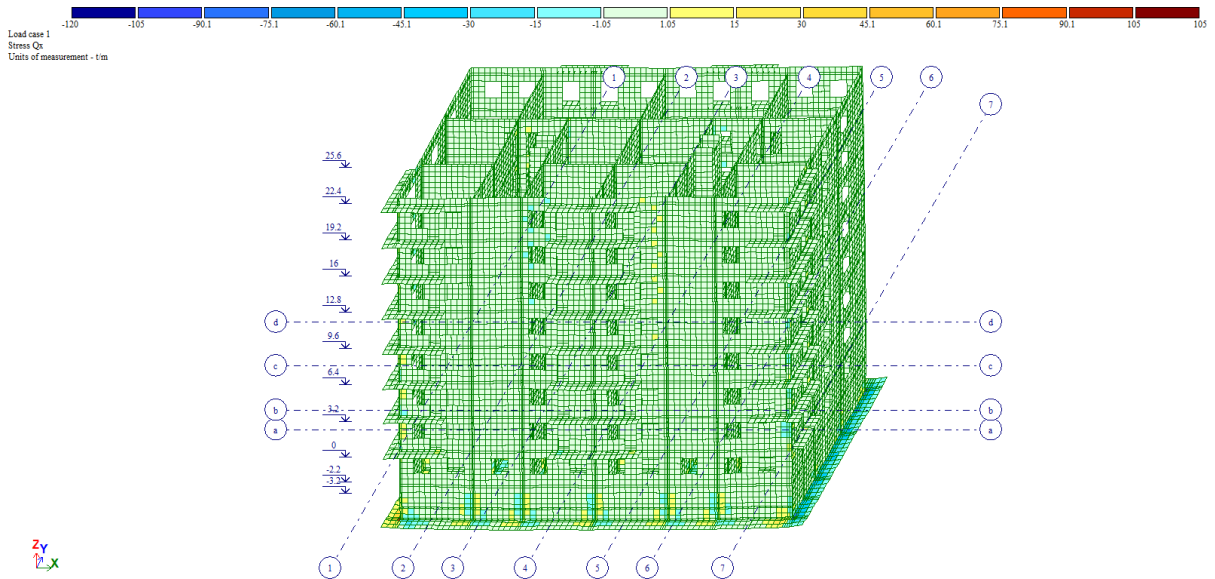 -120 -105 -90.1 -75.1 -60.1 -45.1 -30 -15 -1.05 1.05 15 30 45.1 60.1 75.1 90.1 105 105
Load case 1
Stress Qx
Units of measurement - t/m
1 2 3 4 5 6
7
25.6
22.4
19.2
16
12.8
d d
9.6
c c
6.4
b b
3.2
a a
0
-2.2
-3.2
Z Y X
1 2 3 4 5 6 7